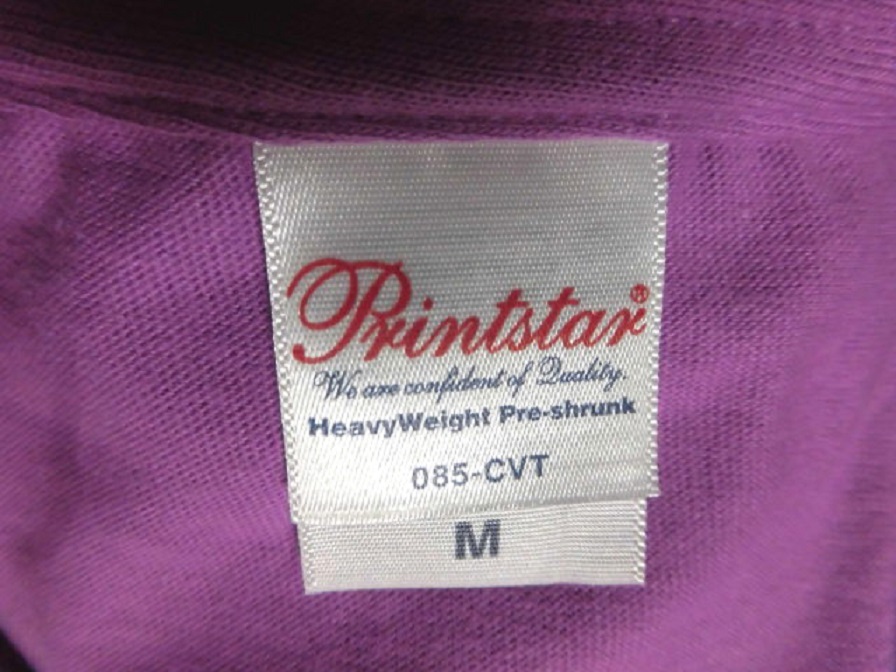 Printstar®
We are confident of Quality.
HeavyWeight Pre-shrunk
085-CVT
M